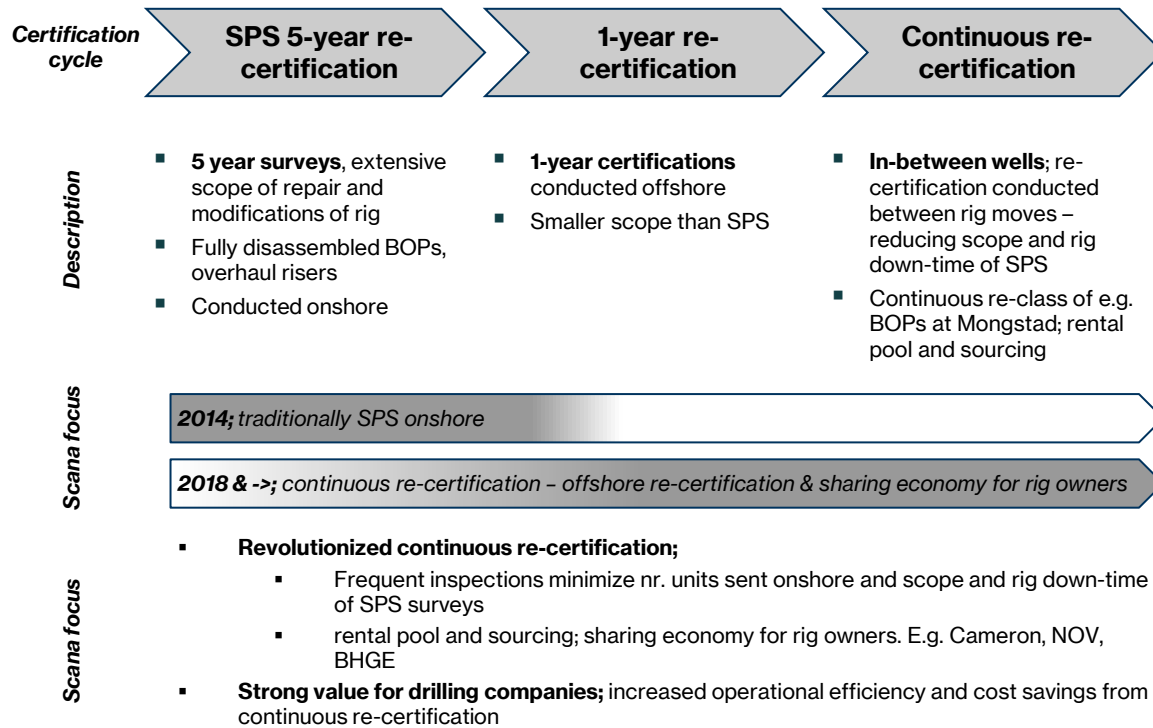 Certification
cycle
SPS 5-year re-
certification
1-year re-
certification
Continuous re-
certification
Description
▪ 5 year surveys, extensive
scope of repair and
modifications of rig
▪ Fully disassembled BOPs,
overhaul risers
▪ Conducted onshore
▪ 1-year certifications
conducted offshore
▪ Smaller scope than SPS
▪ In-between wells; re-
certification conducted
between rig moves –
reducing scope and rig
down-time of SPS
▪ Continuous re-class of e.g.
BOPs at Mongstad; rental
pool and sourcing
Scana focus
2014; traditionally SPS onshore
2018 & ->; continuous re-certification – offshore re-certification & sharing economy for rig owners
Scana focus
▪ Revolutionized continuous re-certification;
▪ Frequent inspections minimize nr. units sent onshore and scope and rig down-time
of SPS surveys
▪ rental pool and sourcing; sharing economy for rig owners. E.g. Cameron, NOV,
BHGE
▪ Strong value for drilling companies; increased operational efficiency and cost savings from
continuous re-certification